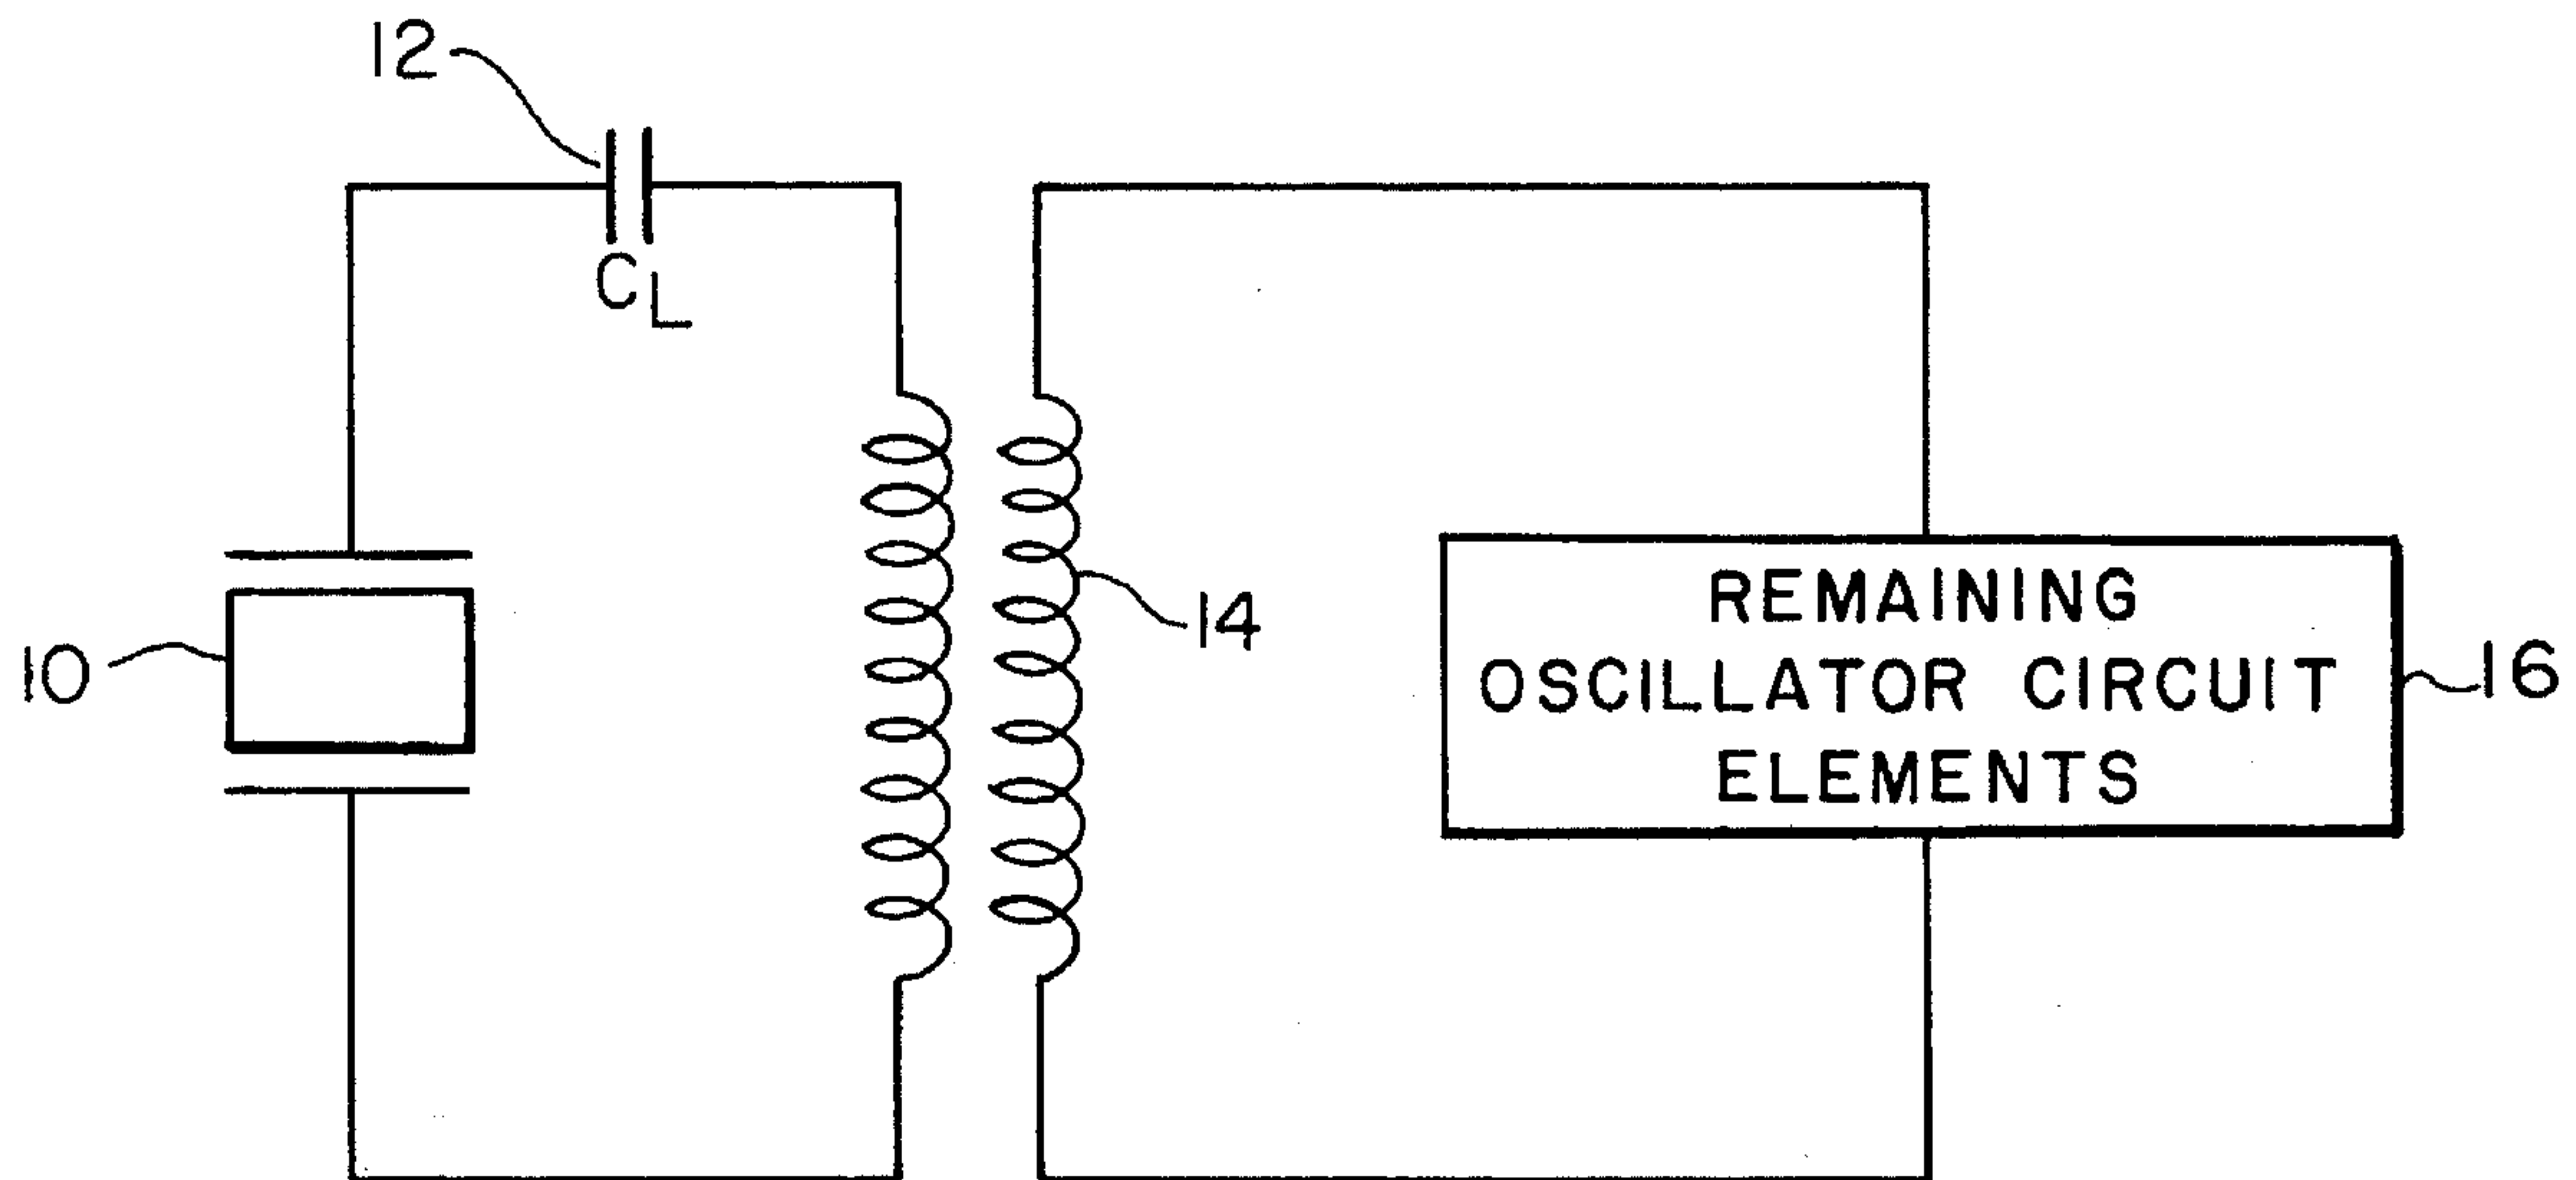 12
CL
14
10
REMAINING
OSCILLATOR CIRCUIT
ELEMENTS
16